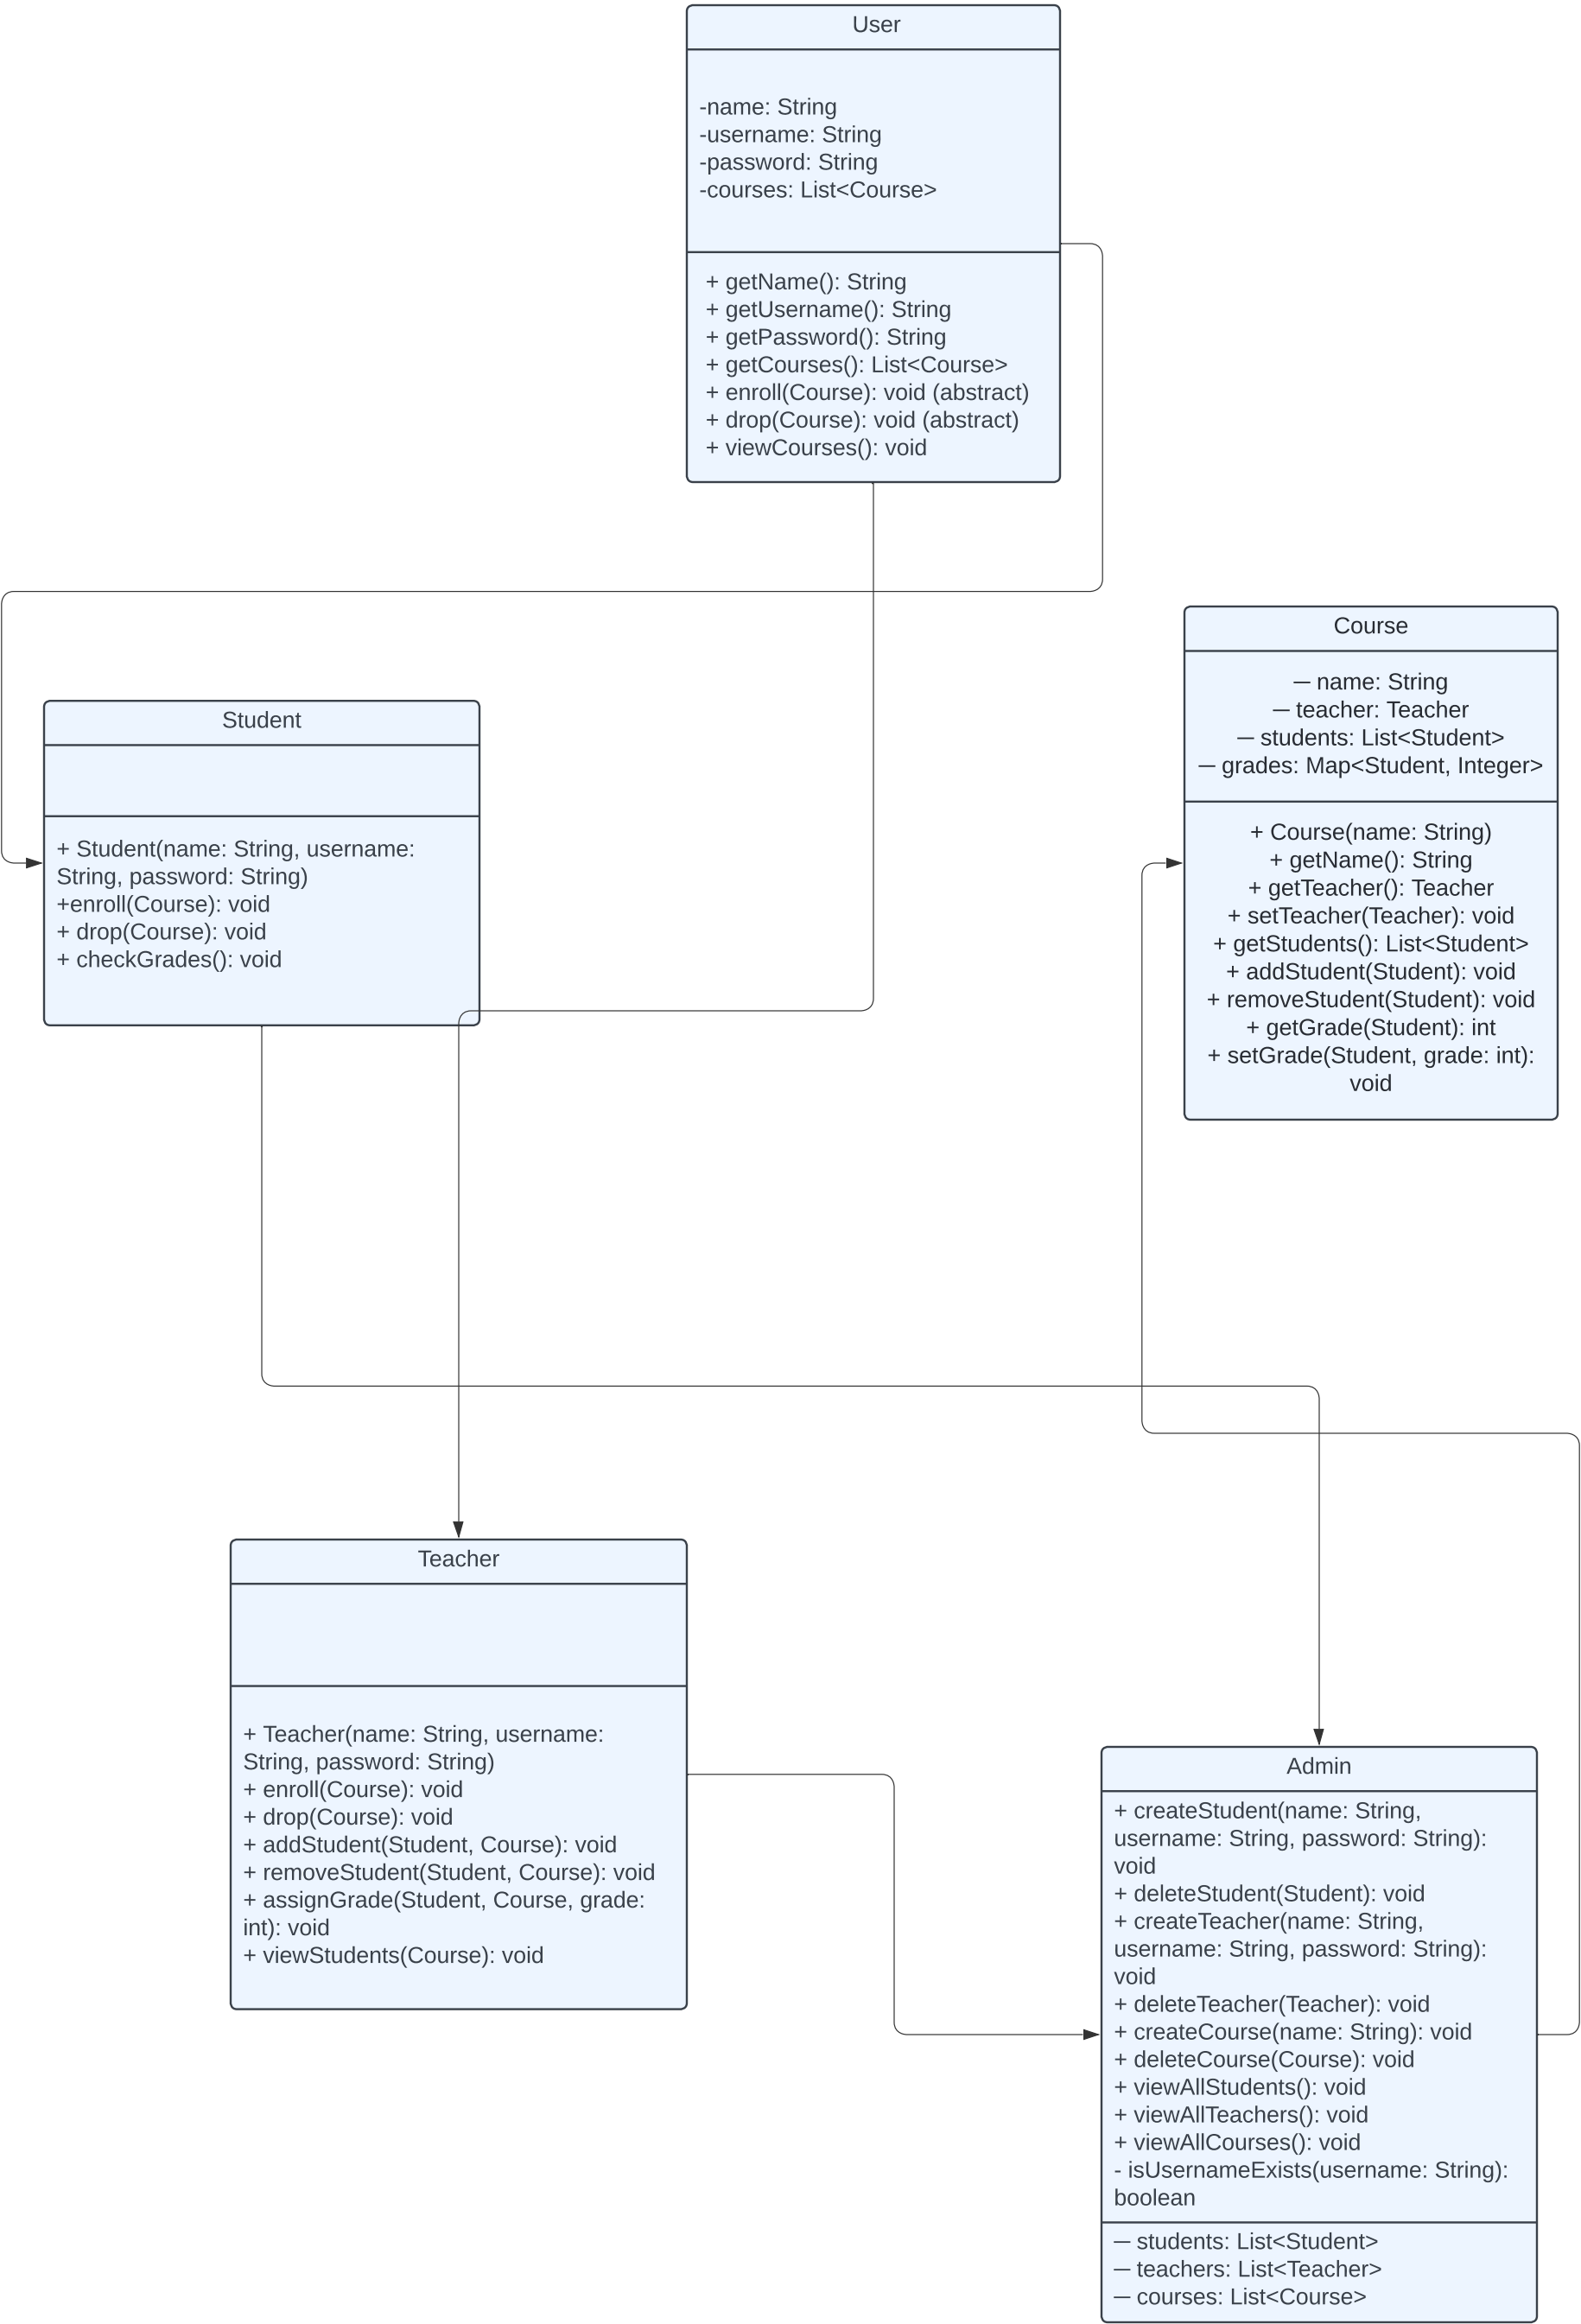 User
-name: String
-username: String
-password: String
-courses: List<Course>
+ getName(): String
+ getUsername(): String
+ getPassword(): String
+ getCourses(): List<Course>
+ enroll(Course): void (abstract)
+ drop(Course): void (abstract)
+ viewCourses(): void
Course
— name: String
— teacher: Teacher
— students: List<Student>
— grades: Map<Student, Integer>
+ Course(name: String)
+ getName(): String
+ getTeacher(): Teacher
+ setTeacher(Teacher): void
+ getStudents(): List<Student>
+ addStudent(Student): void
+ removeStudent(Student): void
+ getGrade(Student): int
+ setGrade(Student, grade: int):
void
Student
+ Student(name: String, username:
String, password: String)
+enroll(Course): void
+ drop(Course): void
+ checkGrades(): void
Teacher
+ Teacher(name: String, username:
String, password: String)
+ enroll(Course): void
+ drop(Course): void
+ addStudent(Student, Course): void
+ removeStudent(Student, Course): void
+ assignGrade(Student, Course, grade:
int): void
+ viewStudents(Course): void
Admin
+ createStudent(name: String,
username: String, password: String):
void
+ deleteStudent(Student): void
+ createTeacher(name: String,
username: String, password: String):
void
+ deleteTeacher(Teacher): void
+ createCourse(name: String): void
+ deleteCourse(Course): void
+ viewAllStudents(): void
+ viewAllTeachers(): void
+ viewAllCourses(): void
- isUsernameExists(username: String):
boolean
— students: List<Student>
— teachers: List<Teacher>
— courses: List<Course>